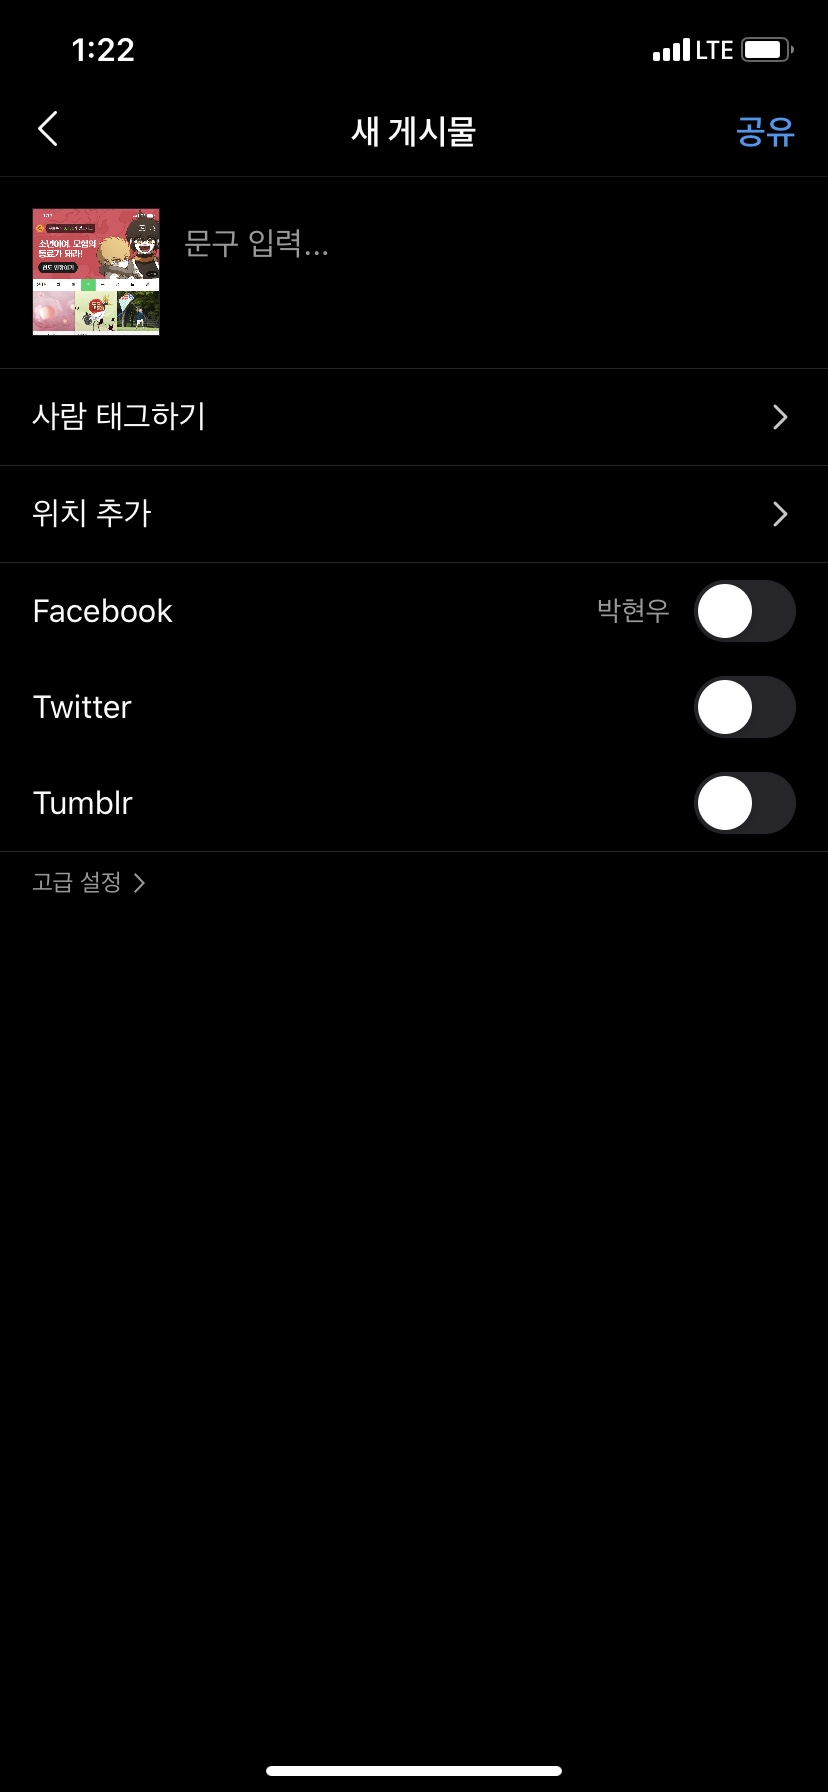 1:22
LTE
새 게시물
공유
소년이여, 모험의
동료가 돼라!
문구 입력...
사람 태그하기
위치 추가
Facebook
박현우
Twitter
Tumblr
고급 설정